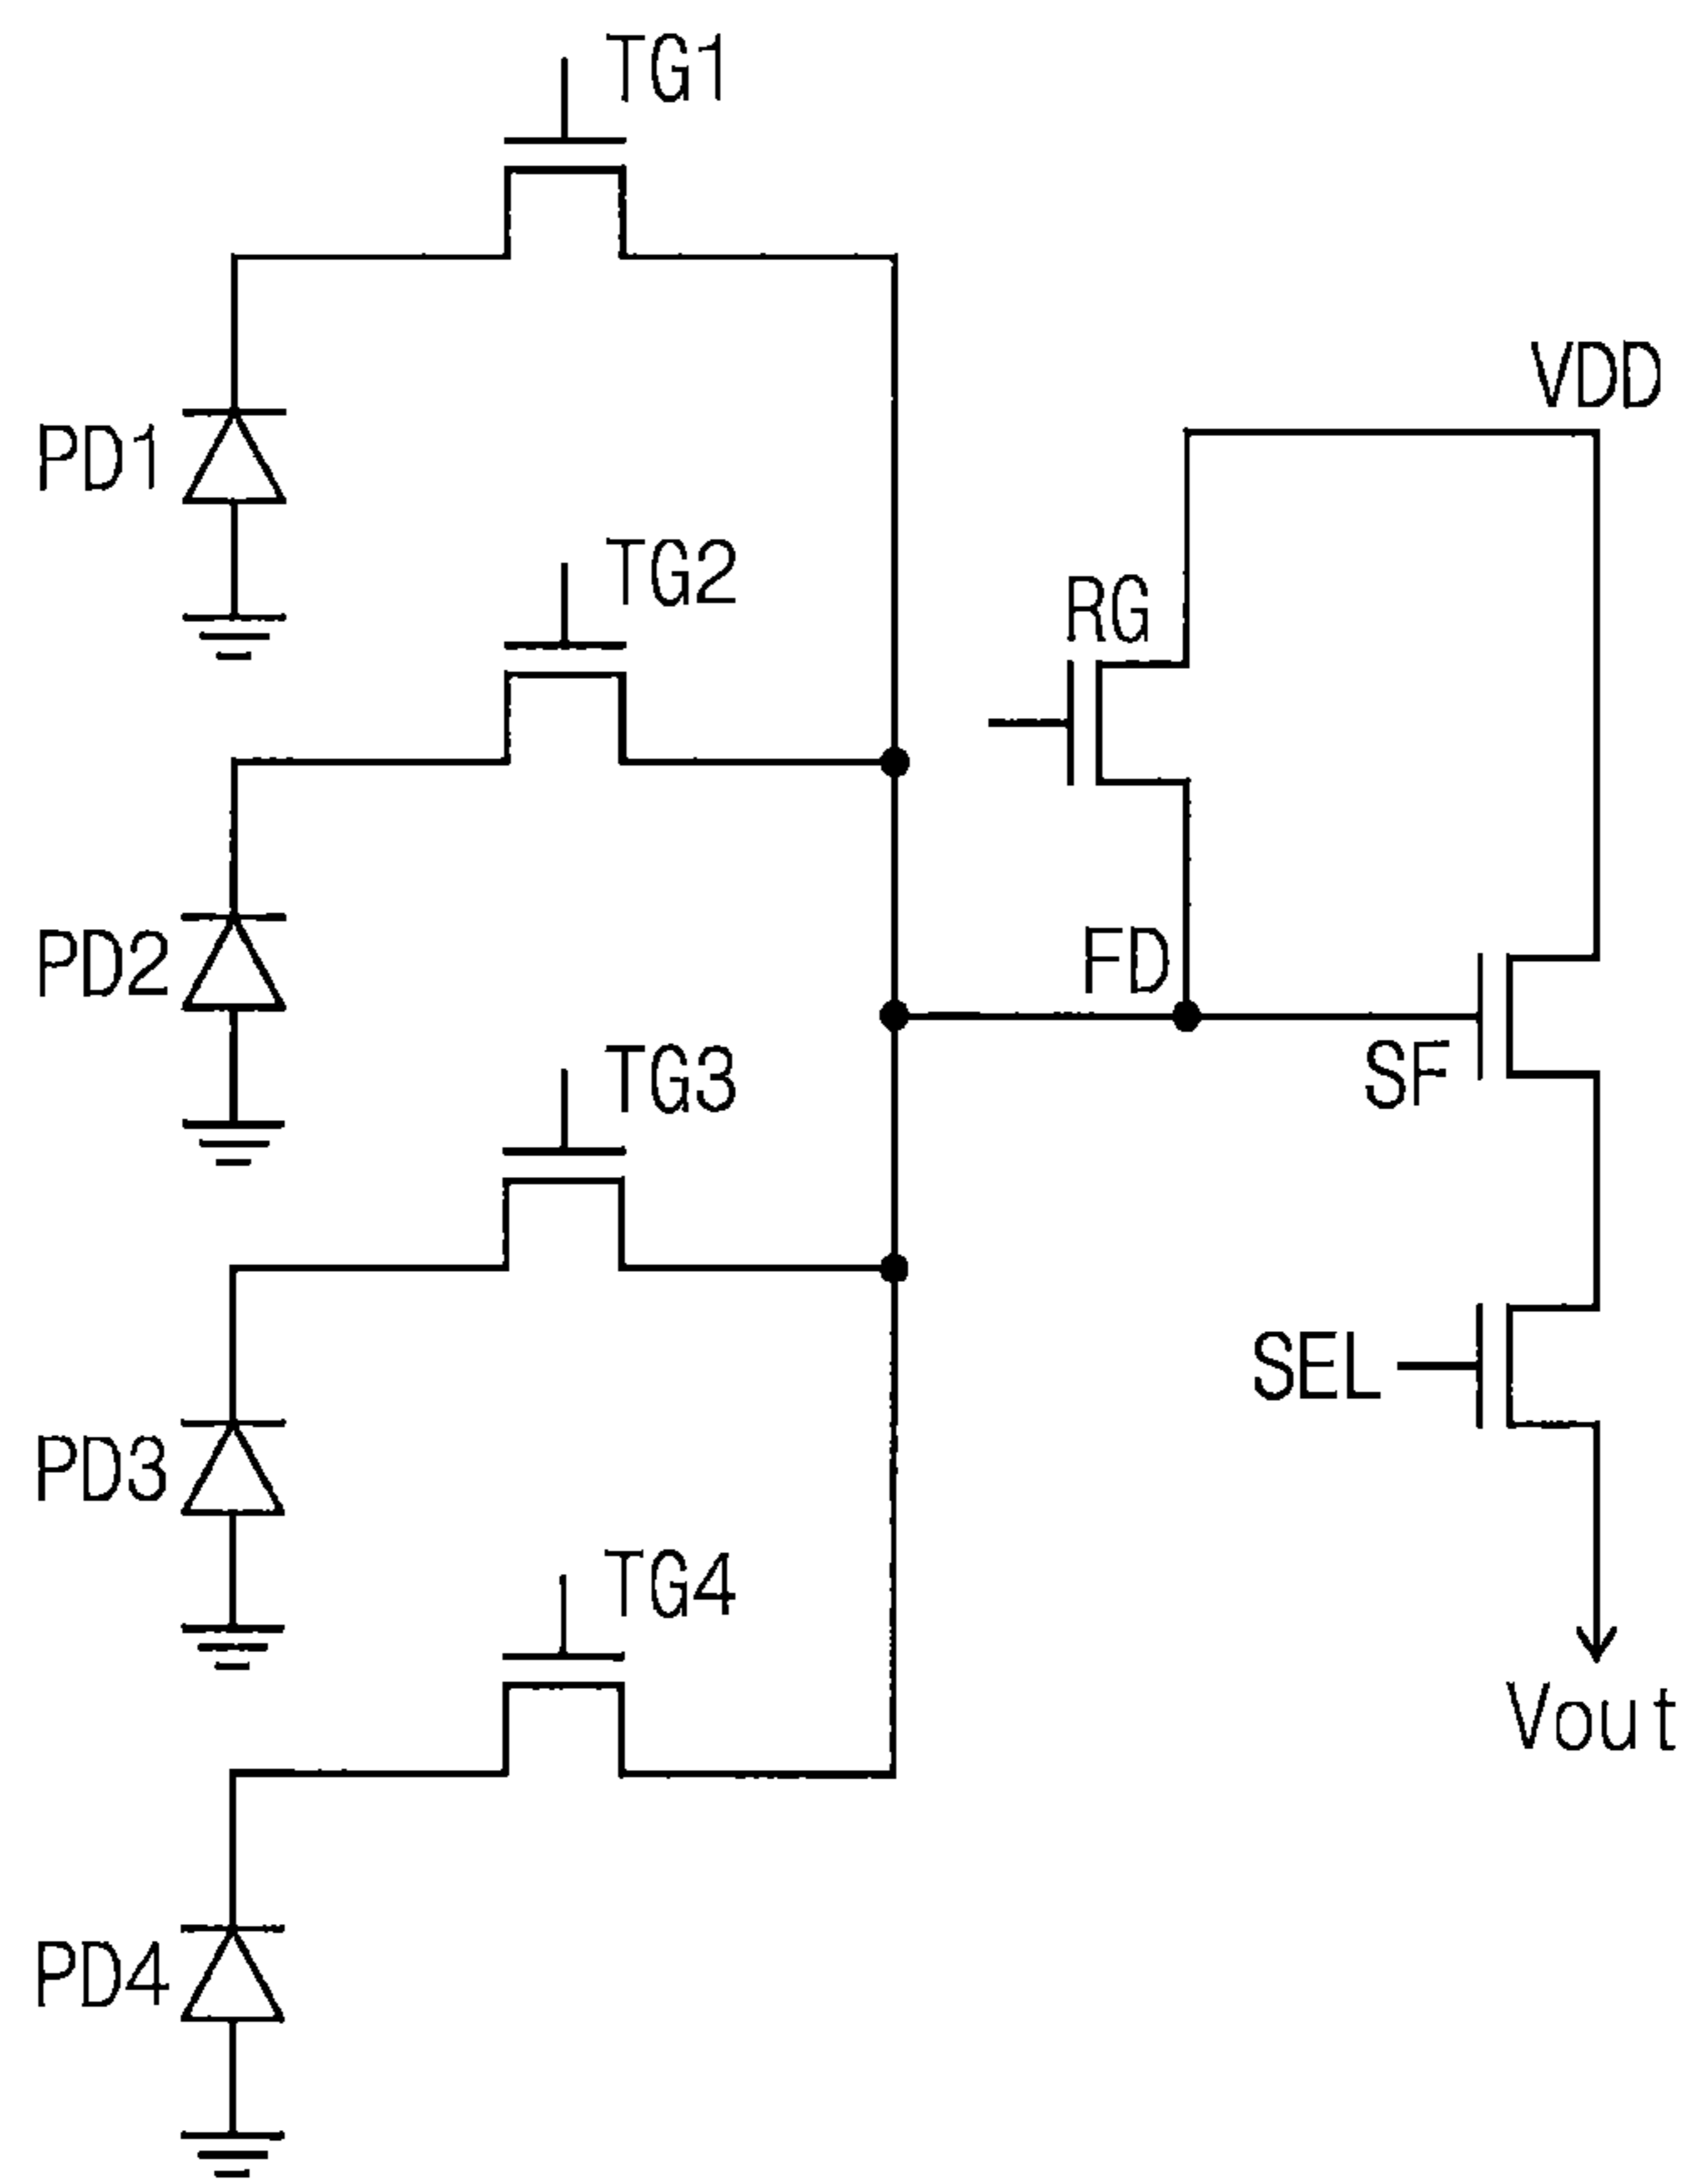 TG1
VDD
PD1
TG2
RG
PD2
FD
TG3
SF
SEL
PD3
TG4
Vout
PD4